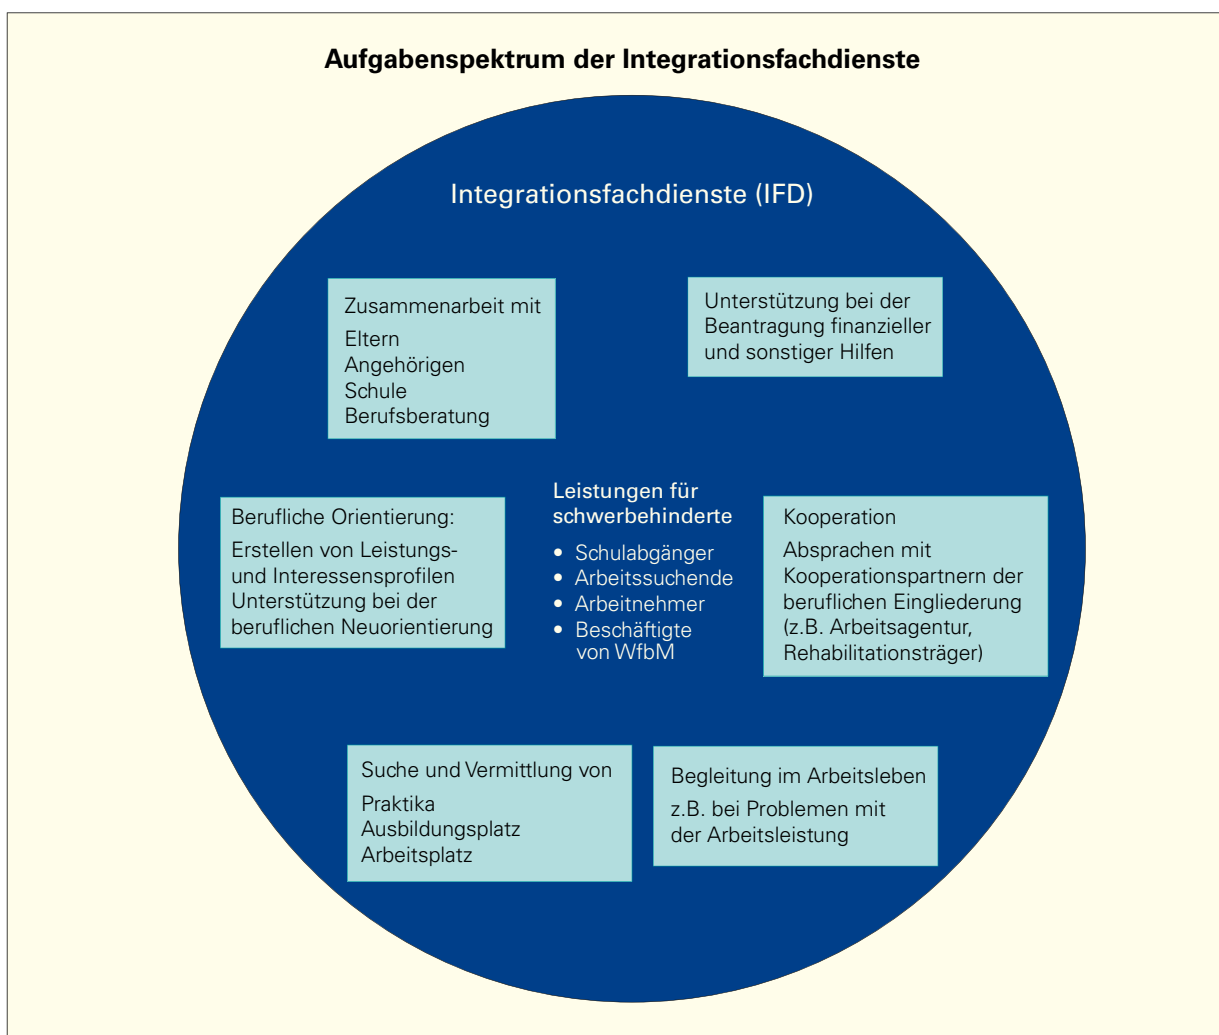 Aufgabenspektrum der Integrationsfachdienste
Integrationsfachdienste (IFD)
Zusammenarbeit mit
Eltern
Angehörigen
Schule
Berufsberatung
Unterstützung bei der
Beantragung finanzieller
und sonstiger Hilfen
Berufliche Orientierung:
Erstellen von Leistungs-
und Interessensprofilen
Unterstützung bei der
beruflichen Neuorientierung
Leistungen für
schwerbehinderte
• Schulabgänger
• Arbeitssuchende
• Arbeitnehmer
• Beschäftigte
von WfbM
Kooperation
Absprachen mit
Kooperationspartnern der
beruflichen Eingliederung
(z.B. Arbeitsagentur,
Rehabilitationsträger)
Suche und Vermittlung von
Praktika
Ausbildungsplatz
Arbeitsplatz
Begleitung im Arbeitsleben
z.B. bei Problemen mit
der Arbeitsleistung